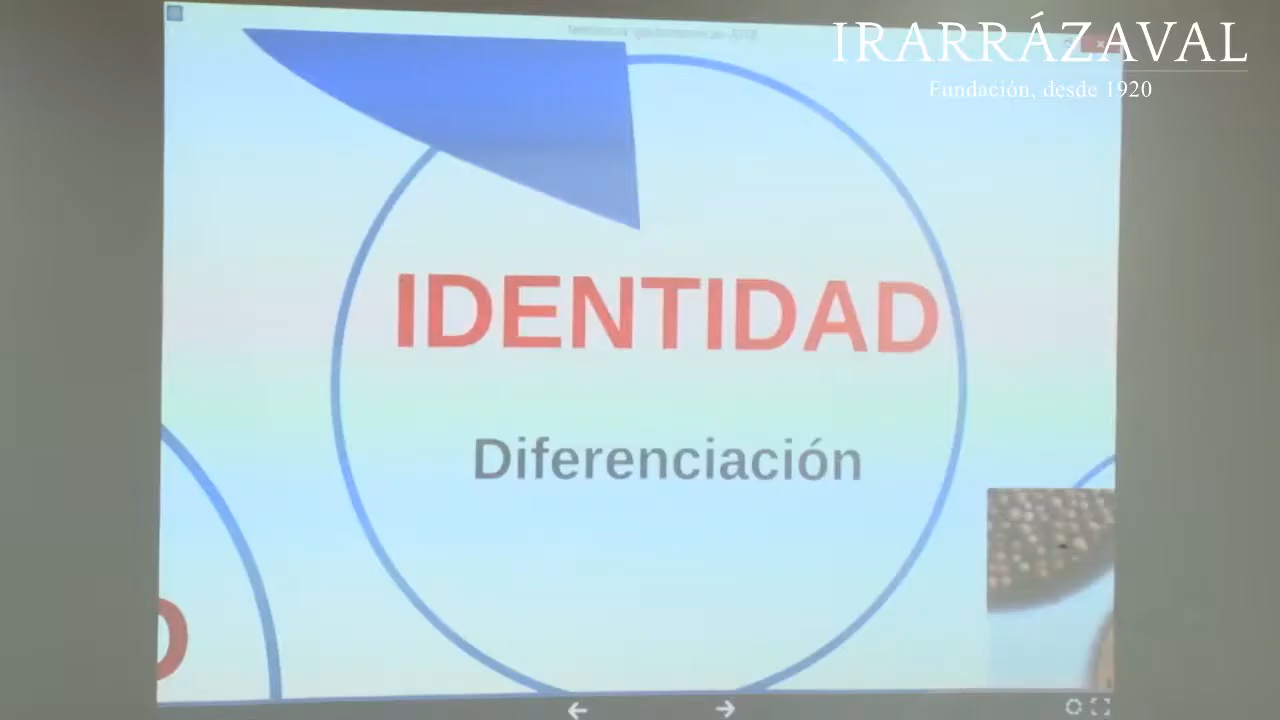 IRARRÁZAVAL
Fundación, desde 1920
IDENTIDAD
Diferenciación